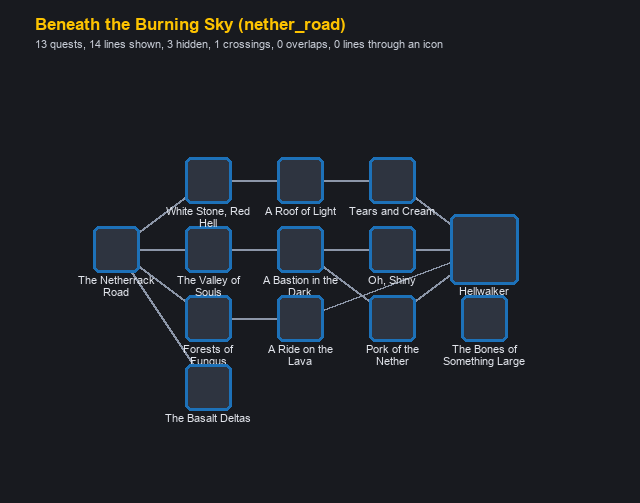 Beneath the Burning Sky (nether_road)
13 quests, 14 lines shown, 3 hidden, 1 crossings, 0 overlaps, 0 lines through an icon
White Stone, Red
Hell
A Roof of Light
Tears and Cream
The Netherrack
Road
The Valley of
Souls
A Bastion in the
Dark
Oh, Shiny
Hellwalker
Forests of
Fungus
A Ride on the
Lava
Pork of the
Nether
The Bones of
Something Large
The Basalt Deltas